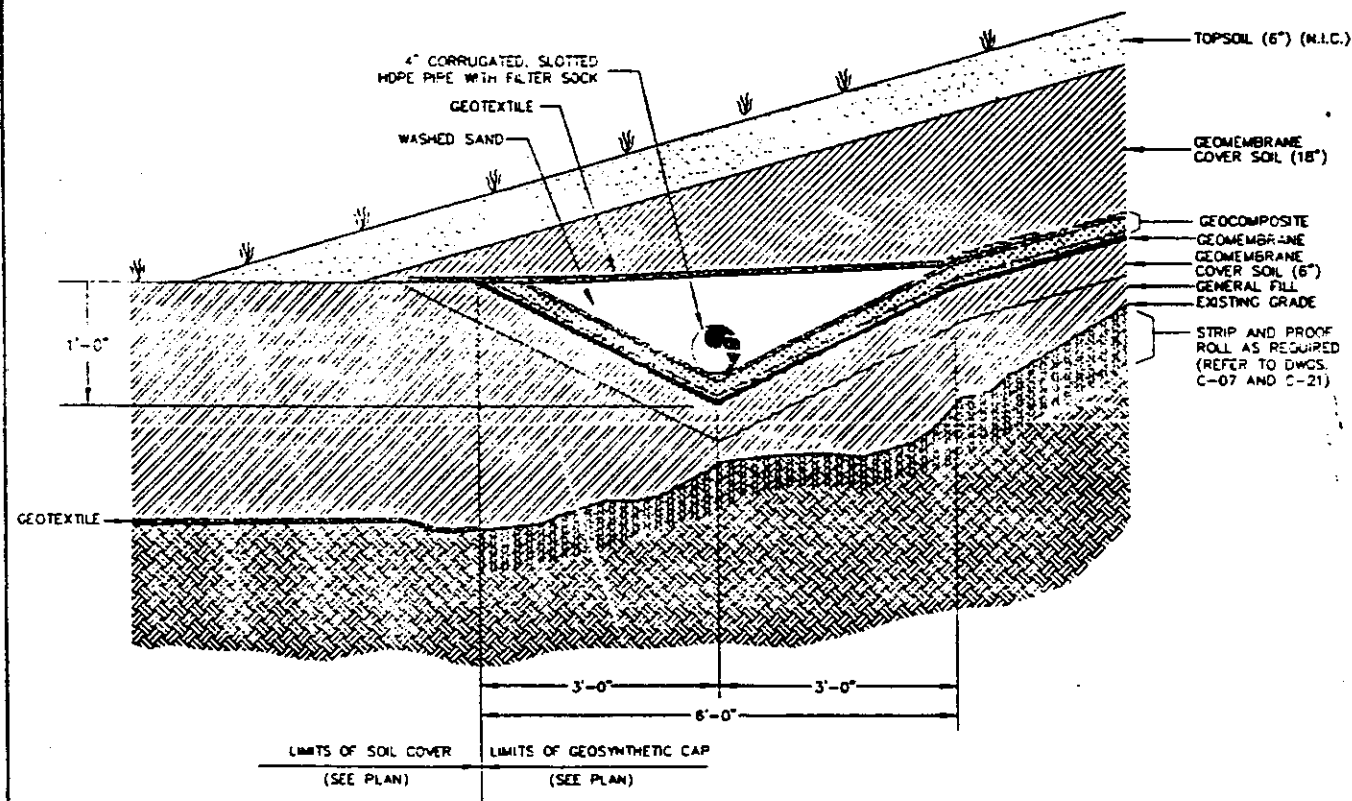 TOPSOIL (6") (N.I.C.)
4" CORRUGATED, SLOTTED
HDPE PIPE WITH FILTER SOCK
GEOTEXTILE
WASHED SAND
GEOMEMBRANE
COVER SOIL (18")
GEOCOMPOSITE
GEOMEMBRANE
GEOMEMBRANE
COVER SOIL (6")
GENERAL FILL
EXISTING GRADE
STRIP AND PROOF
ROLL AS REQUIRED
(REFER TO DWGS.
C-07 AND C-21)
1'-0"
GEOTEXTILE
3'-0"
3'-0"
6'-0"
LIMITS OF SOIL COVER
(SEE PLAN)
LIMITS OF GEOSYNTHETIC CAP
(SEE PLAN)